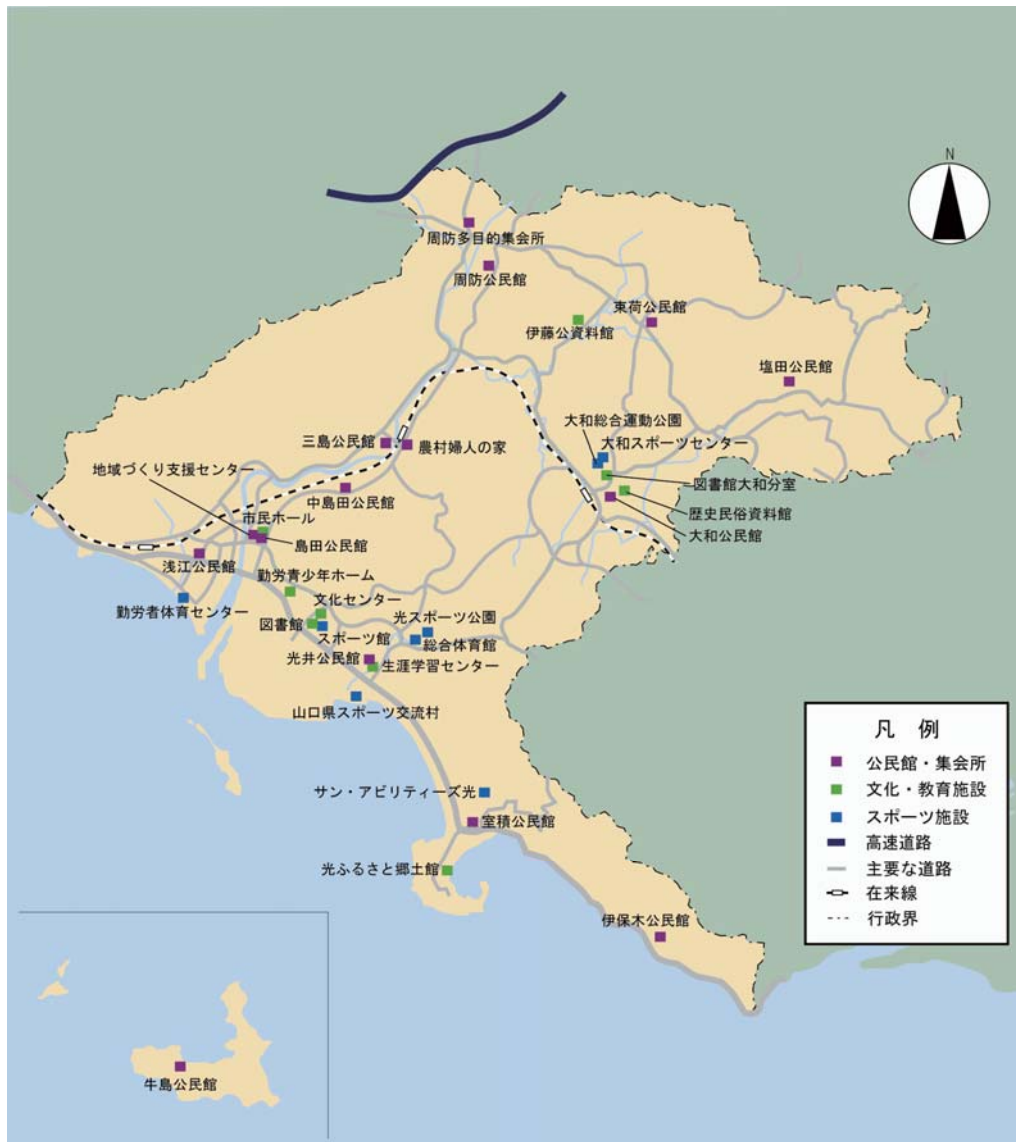 N
周防多目的集会所
周防公民館
束荷公民館
伊藤公資料館
塩田公民館
大和総合運動公園
大和スポーツセンター
三島公民館
農村婦人の家
地域づくり支援センター
図書館大和分室
中島田公民館
歴史民俗資料館
市民ホール
大和公民館
島田公民館
浅江公民館
勤労青少年ホーム
文化センター
勤労者体育センター
光スポーツ公園
図書館
スポーツ館
総合体育館
光井公民館
生涯学習センター
山口県スポーツ交流村
サン・アビリティーズ光
室積公民館
光ふるさと郷土館
伊保木公民館
牛島公民館
凡 例
公民館・集会所
文化・教育施設
スポーツ施設
高速道路
主要な道路
在来線
行政界